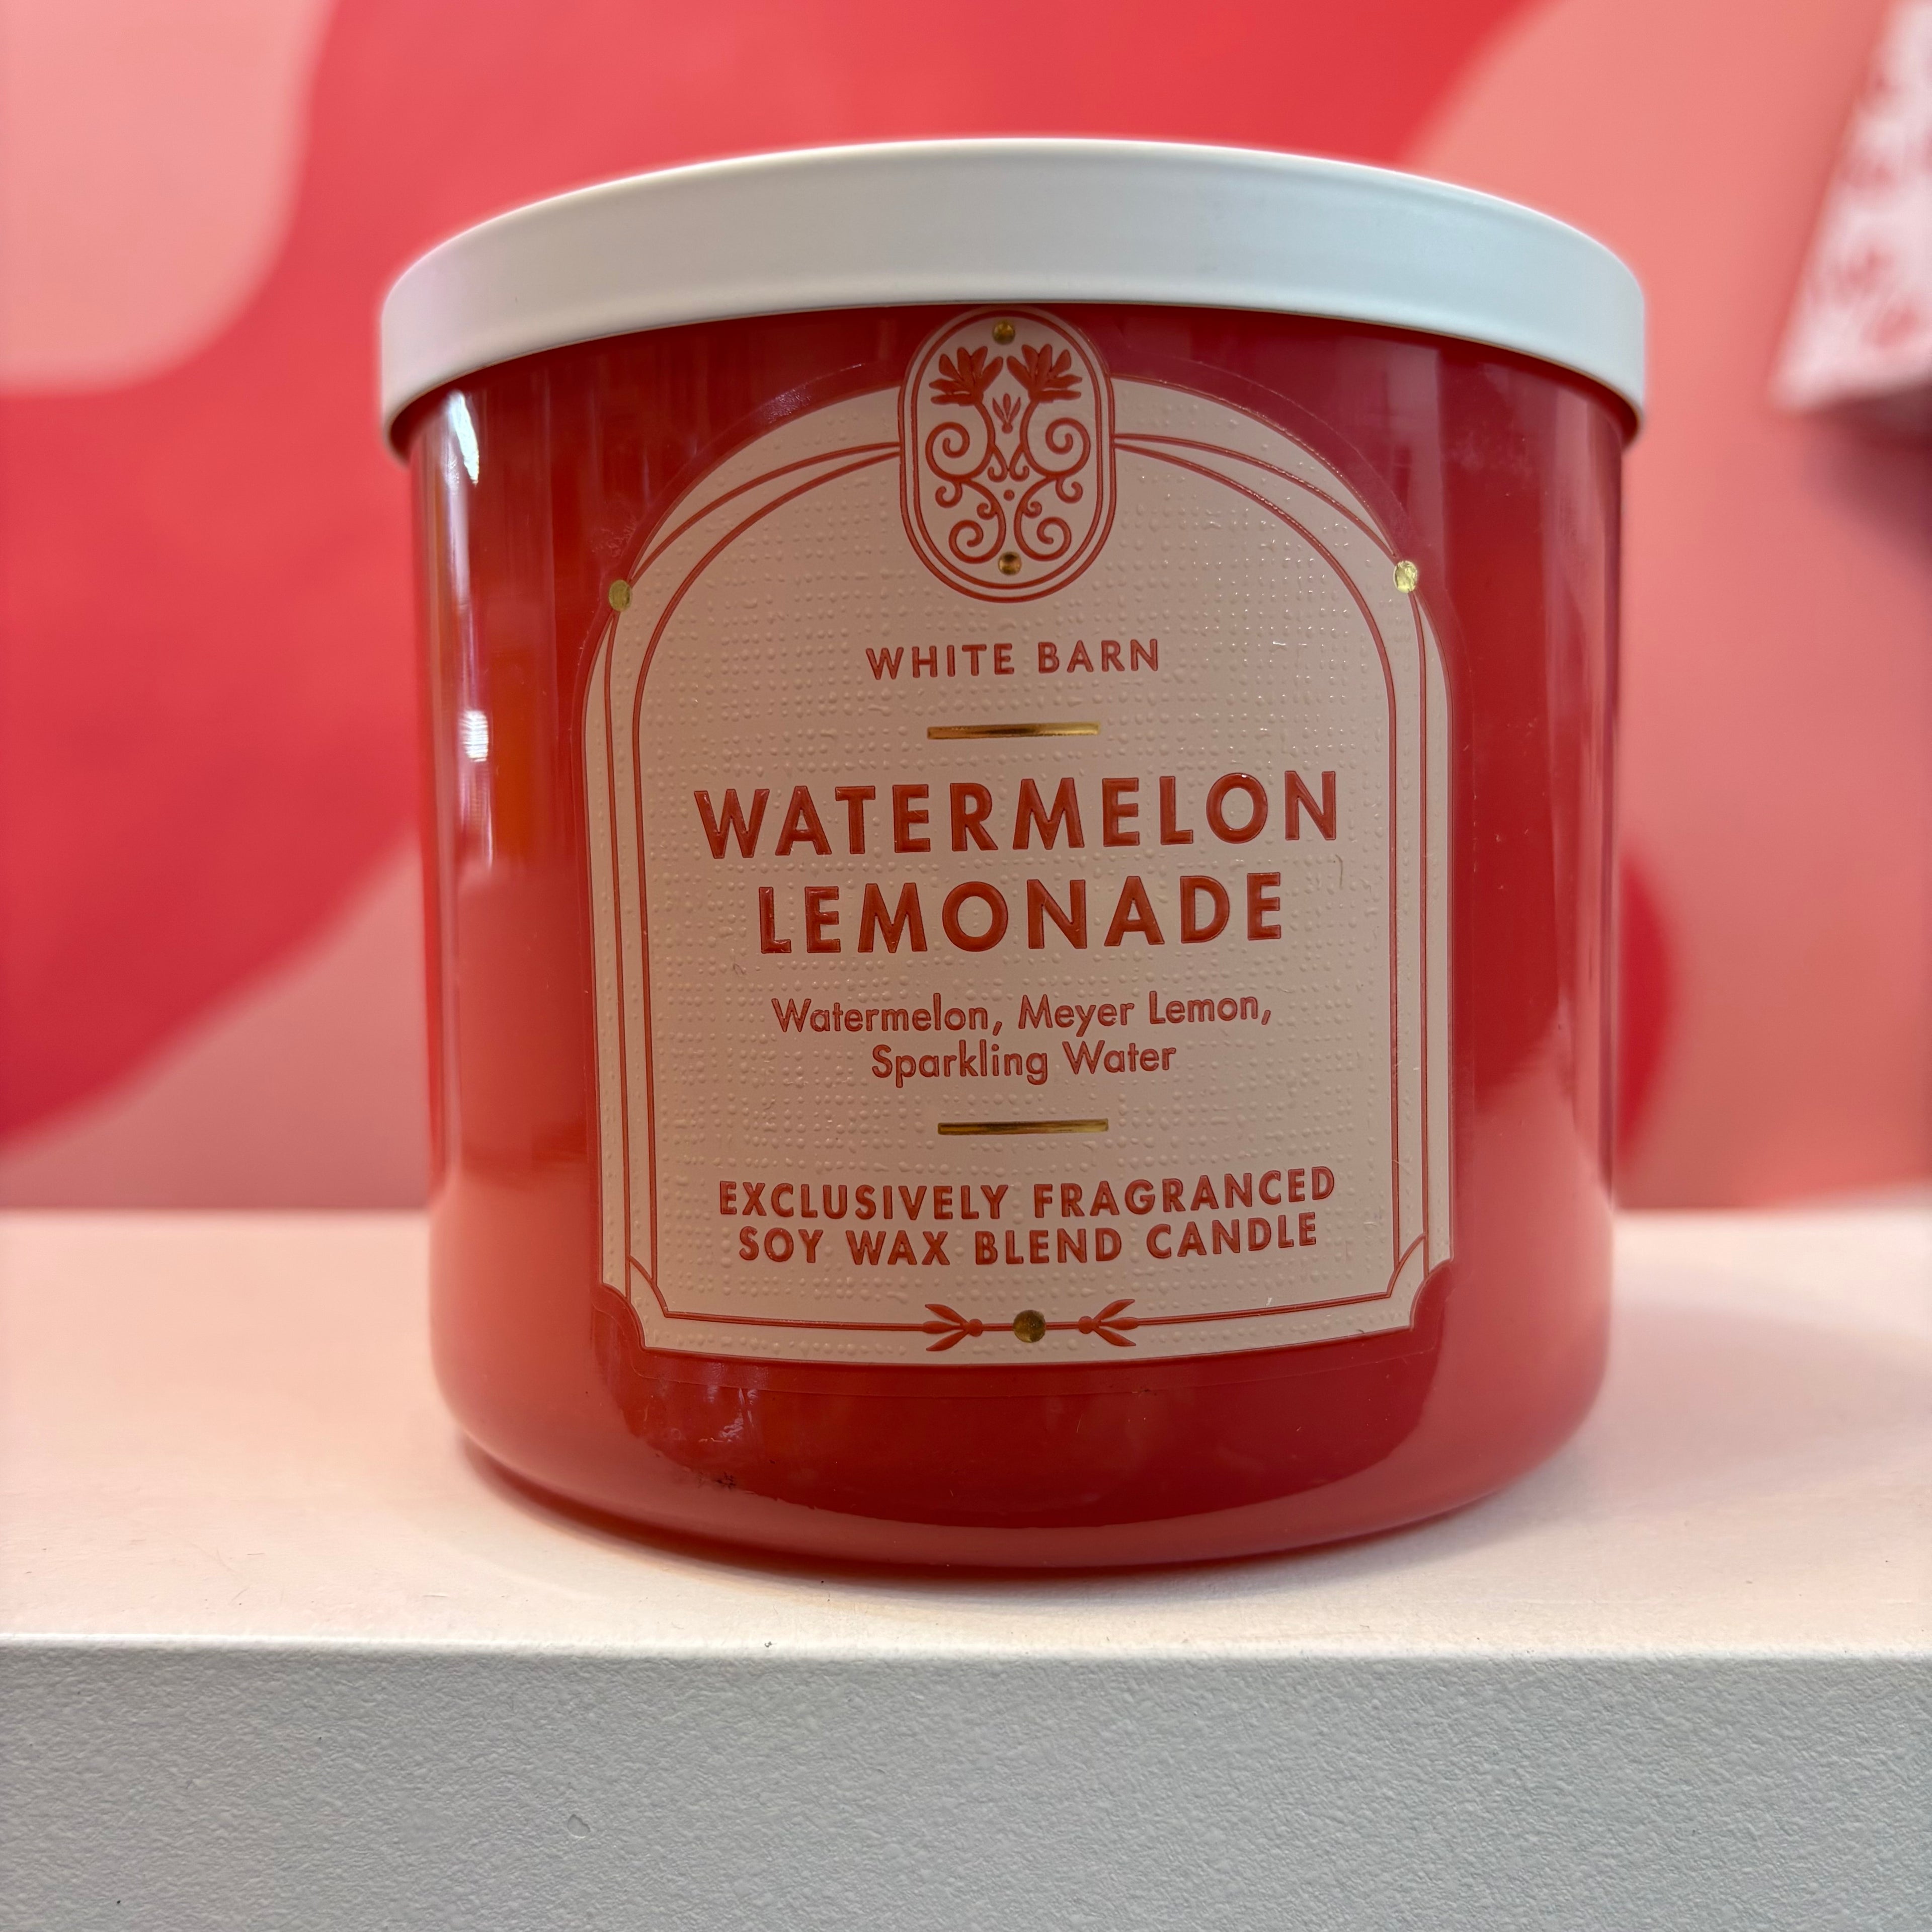 WHITE BARN
WATERMELON
LEMONADE
Watermelon, Meyer Lemon,
Sparkling Water
EXCLUSIVELY FRAGRANCED
SOY WAX BLEND CANDLE